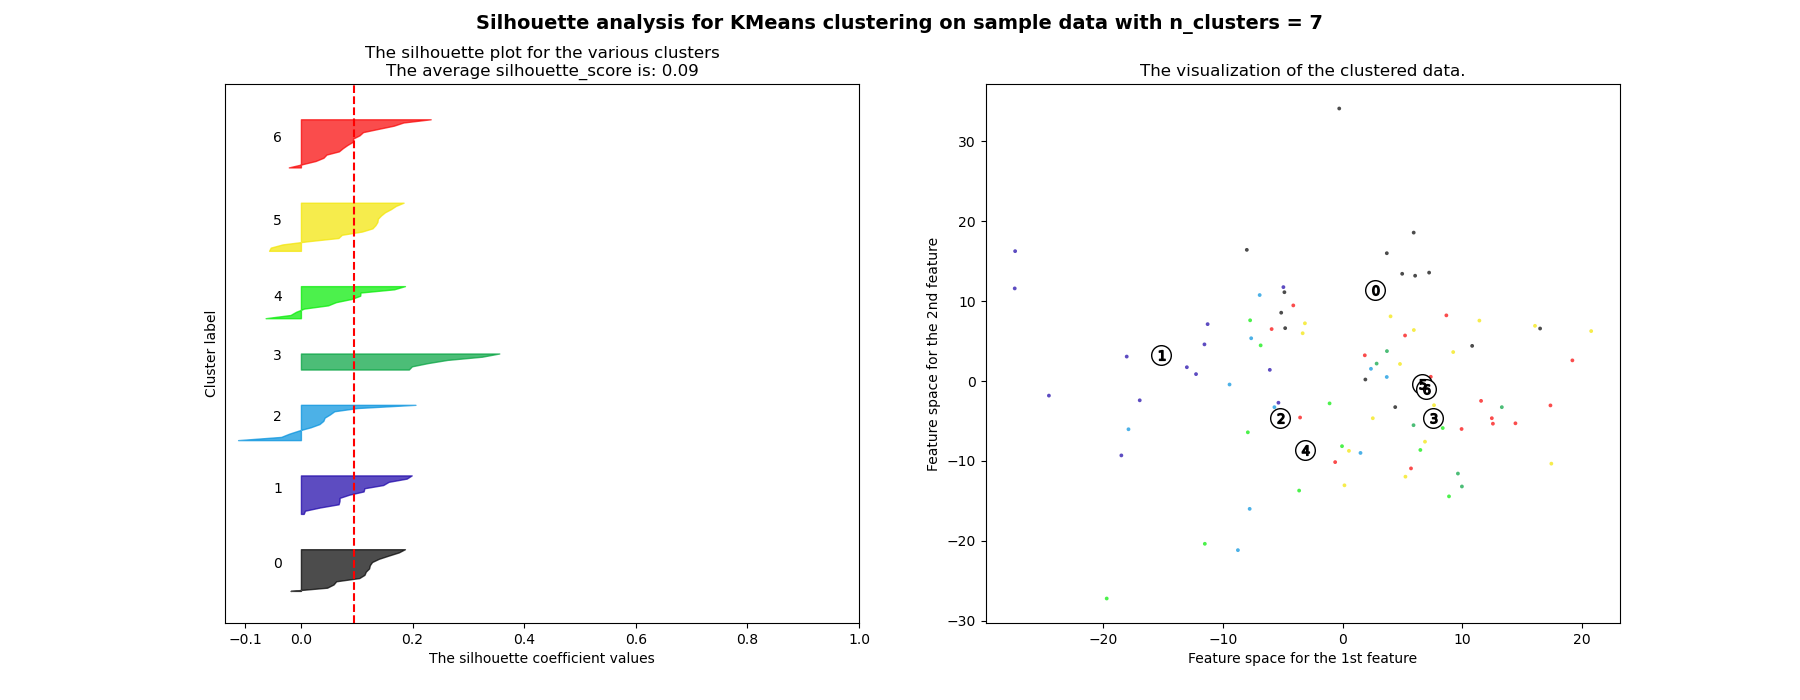 Silhouette analysis for KMeans clustering on sample data with n_clusters = 7
The silhouette plot for the various clusters
The average silhouette_score is: 0.09
6
5
4
3
2
1
0
Cluster label
−0.1 0.0 0.2 0.4 0.6 0.8 1.0
The silhouette coefficient values
The visualization of the clustered data.
30
20
10
0
−10
−20
−30
Feature space for the 2nd feature
0
1
5
6
2
3
4
−20 −10 0 10 20
Feature space for the 1st feature